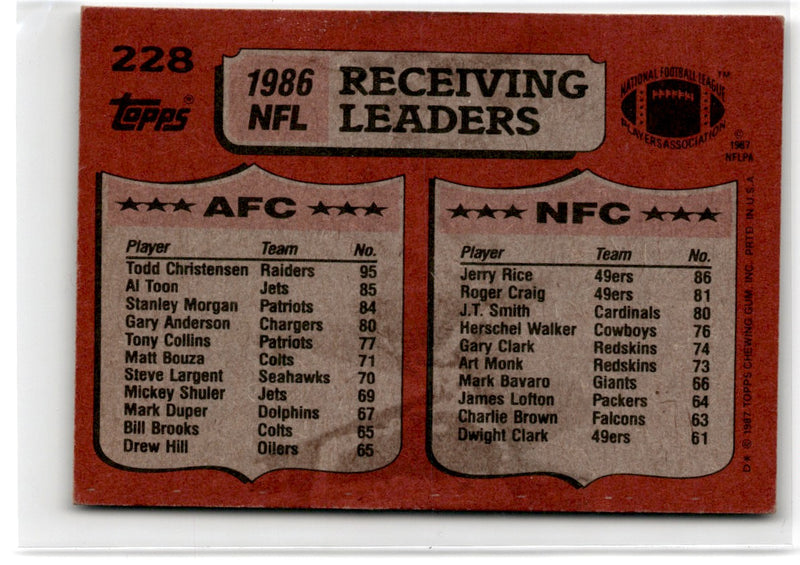 228
Topps®
1986 NFL
RECEIVING LEADERS
NATIONAL FOOTBALL LEAGUE
PLAYERS ASSOCIATION
™
© 1987 NFLPA
★★★ AFC ★★★
Player Team No.
Todd Christensen Raiders 95
Al Toon Jets 85
Stanley Morgan Patriots 84
Gary Anderson Chargers 80
Tony Collins Patriots 77
Matt Bouza Colts 71
Steve Largent Seahawks 70
Mickey Shuler Jets 69
Mark Duper Dolphins 67
Bill Brooks Colts 65
Drew Hill Oilers 65
★★★ NFC ★★★
Player Team No.
Jerry Rice 49ers 86
Roger Craig 49ers 81
J.T. Smith Cardinals 80
Herschel Walker Cowboys 76
Gary Clark Redskins 74
Art Monk Redskins 73
Mark Bavaro Giants 66
James Lofton Packers 64
Charlie Brown Falcons 63
Dwight Clark 49ers 61
D★ © 1987 TOPPS CHEWING GUM, INC. PRTD. IN U.S.A.